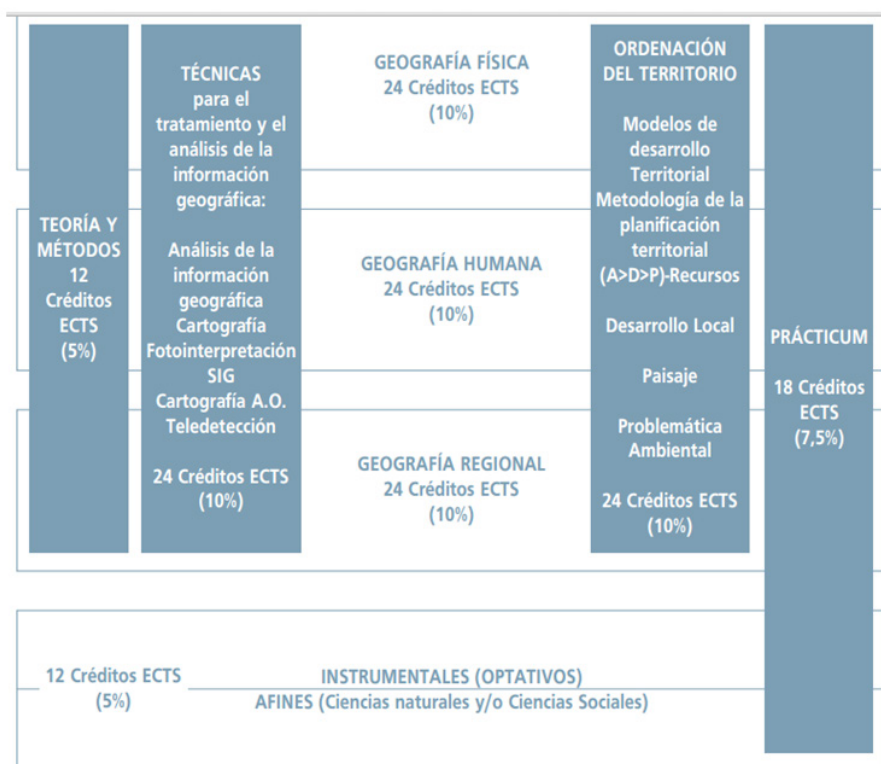 TEORÍA Y
MÉTODOS
12
Créditos
ECTS
(5%)
TÉCNICAS
para el
tratamiento y el
análisis de la
información
geográfica:
Análisis de la
información
geográfica
Cartografía
Fotointerpretación
SIG
Cartografía A.O.
Teledetección
24 Créditos ECTS
(10%)
GEOGRAFÍA FÍSICA
24 Créditos ECTS
(10%)
GEOGRAFÍA HUMANA
24 Créditos ECTS
(10%)
GEOGRAFÍA REGIONAL
24 Créditos ECTS
(10%)
ORDENACIÓN
DEL TERRITORIO
Modelos de
desarrollo
Territorial
Metodología de la
planificación
territorial
(A>D>P)-Recursos
Desarrollo Local
Paisaje
Problemática
Ambiental
24 Créditos ECTS
(10%)
PRÁCTICUM
18 Créditos
ECTS
(7,5%)
12 Créditos ECTS
(5%)
INSTRUMENTALES (OPTATIVOS)
AFINES (Ciencias naturales y/o Ciencias Sociales)